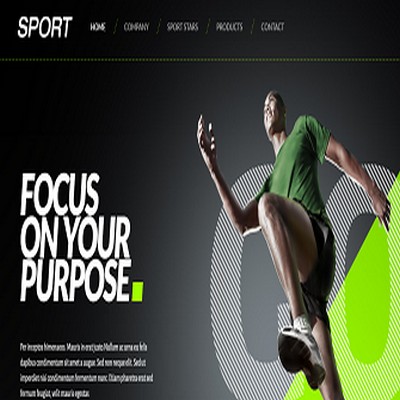 SPORT
HOME / COMPANY / SPORT STARS / PRODUCTS / CONTACT
FOCUS
ON YOUR
PURPOSE
Per inceptos himenaeos. Mauris in erat justo Nullam ac urna eu felis
dapibus condimentum sit amet a augue. Sed non neque elit. Sed ut
imperdiet nisi condimentum fermentum nunc. Etiam pharetra erat sed
fermum feugiat, velit mauris egestas